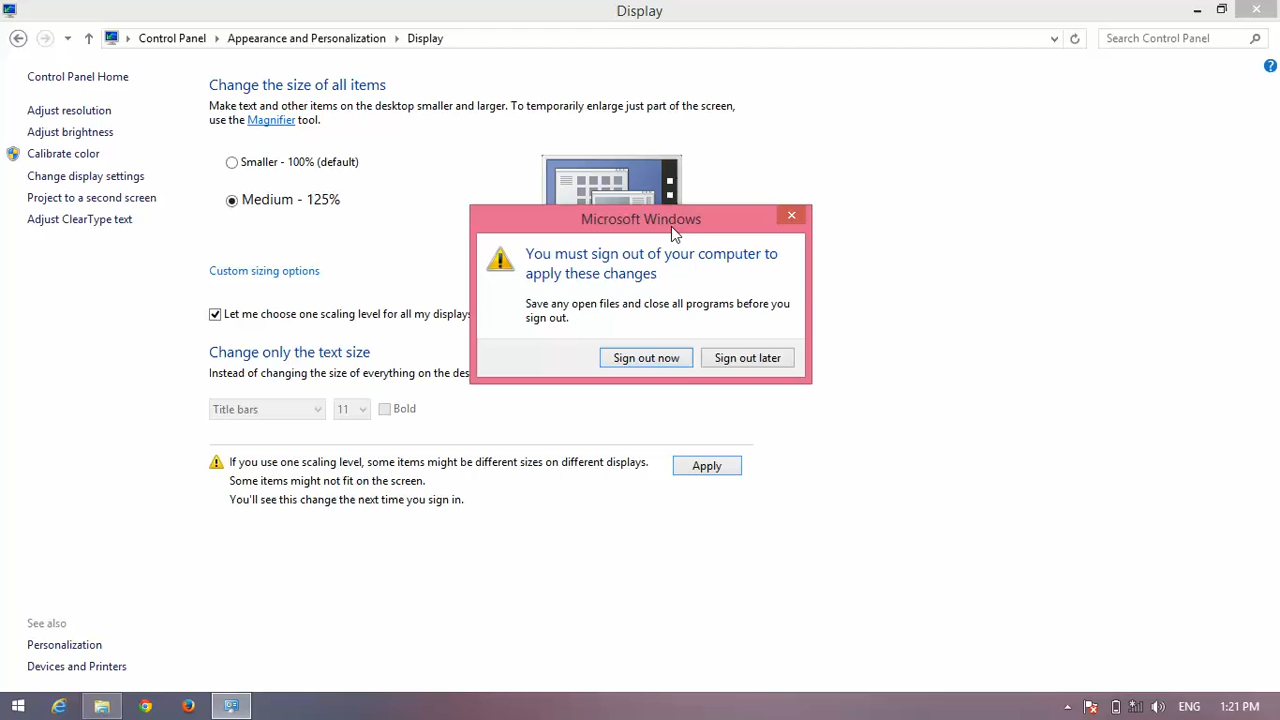 Display
Control Panel
Appearance and Personalization
Display
Search Control Panel
Control Panel Home
Adjust resolution
Adjust brightness
Calibrate color
Change display settings
Project to a second screen
Adjust ClearType text
Change the size of all items
Make text and other items on the desktop smaller and larger. To temporarily enlarge just part of the screen,
use the Magnifier tool.
Smaller - 100% (default)
Medium - 125%
Custom sizing options
Let me choose one scaling level for all my displays
Change only the text size
Instead of changing the size of everything on the des
Title bars
11
Bold
If you use one scaling level, some items might be different sizes on different displays.
Some items might not fit on the screen.
You'll see this change the next time you sign in.
Apply
Microsoft Windows
You must sign out of your computer to
apply these changes
Save any open files and close all programs before you
sign out.
Sign out now
Sign out later
See also
Personalization
Devices and Printers
ENG
1:21 PM